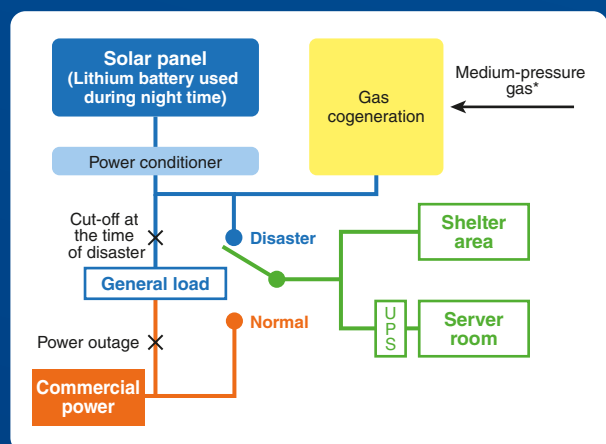 Solar panel
(Lithium battery used
during night time)
Gas
cogeneration
Medium-pressure
gas*
Power conditioner
Cut-off at
the time
of disaster
Disaster
Shelter
area
General load
Normal
UPS
Server
room
Power outage
Commercial
power